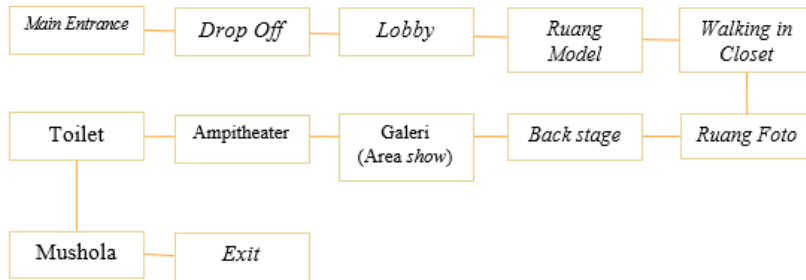 Main Entrance
Drop Off
Lobby
Ruang
Model
Walking in
Closet
Toilet
Ampitheater
Galeri
(Area show)
Back stage
Ruang Foto
Mushola
Exit